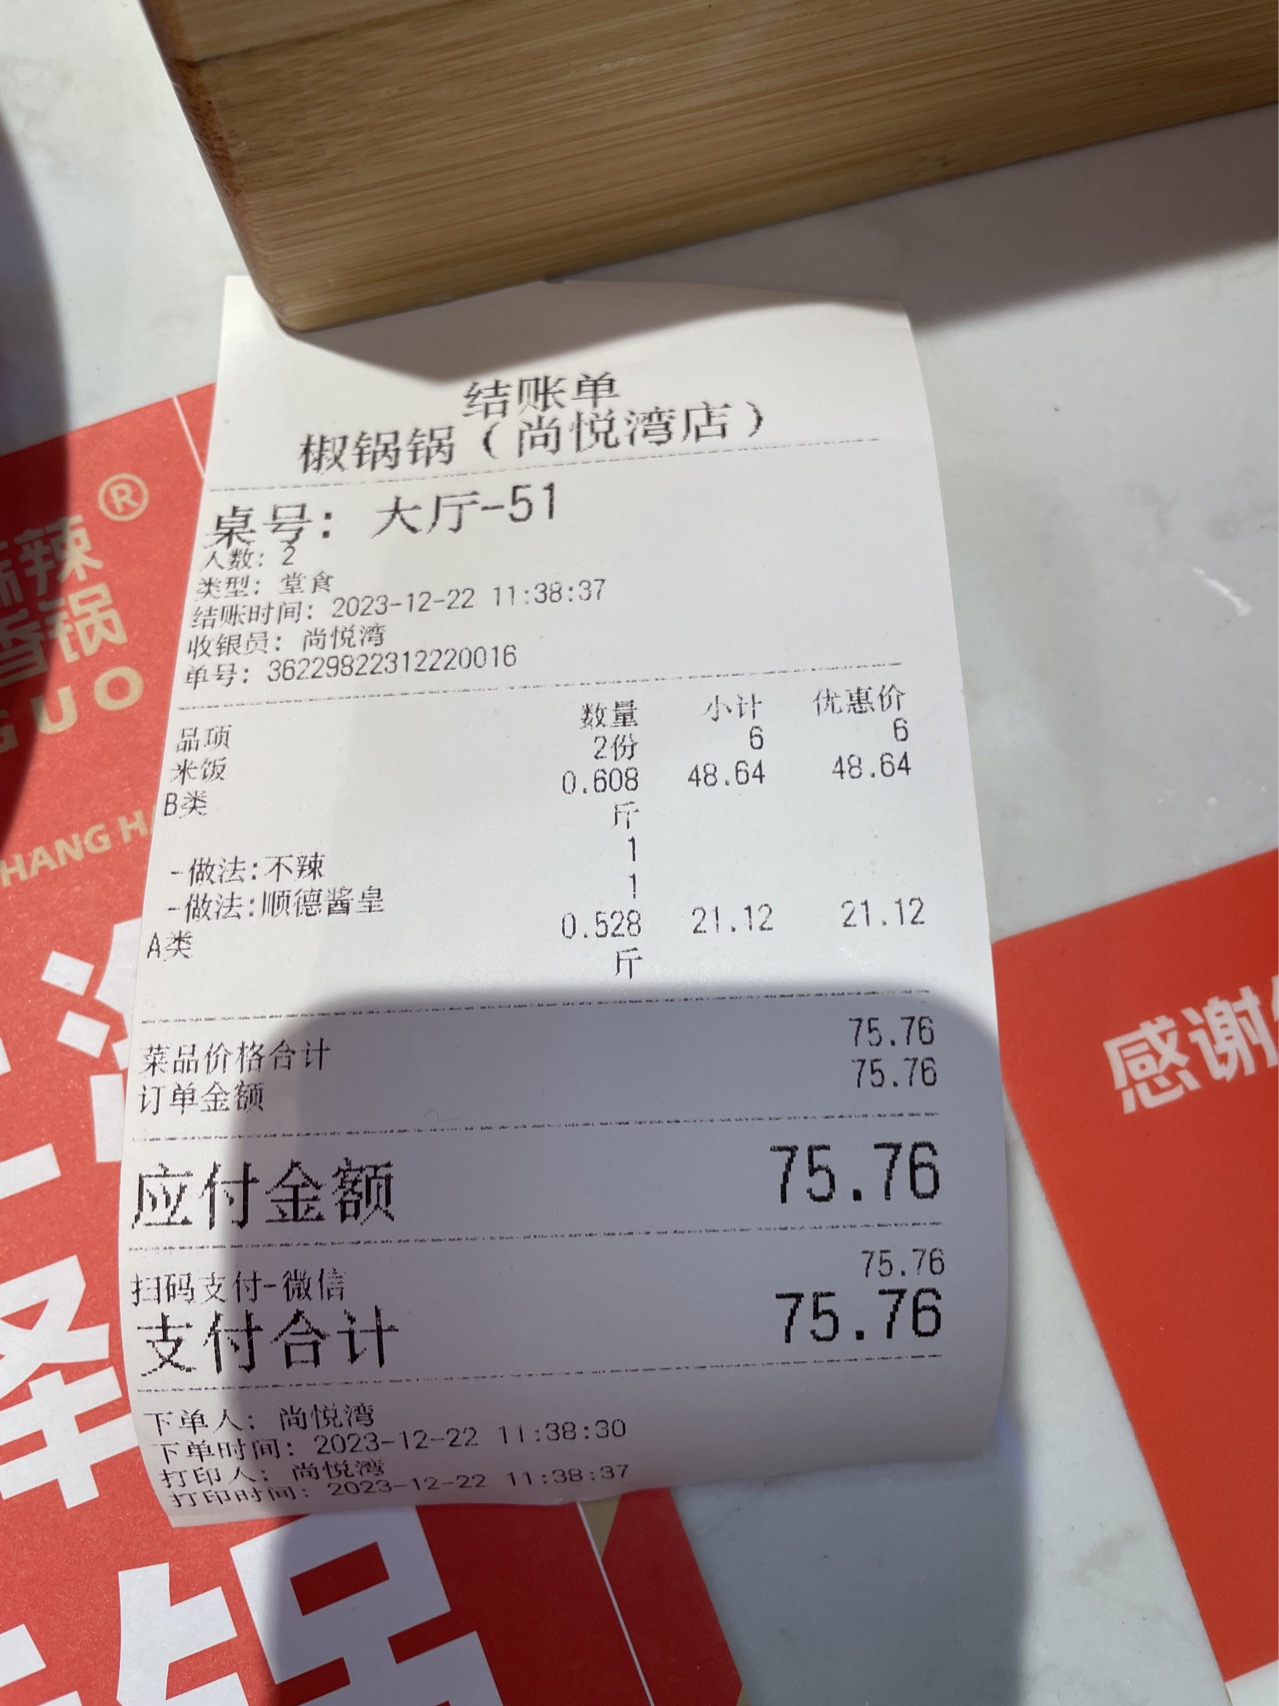 结账单
椒锅锅（尚悦湾店）
桌号：大厅-51
人数：2
类型：堂食
结账时间：2023-12-22 11:38:37
收银员：尚悦湾
单号：36229822312220016
品项 数量 小计 优惠价
米饭 2份 6 6
B类 0.608 48.64 48.64
斤
-做法:不辣 1
-做法:顺德酱皇 1
A类 0.528 21.12 21.12
斤
菜品价格合计 75.76
订单金额 75.76
应付金额 75.76
扫码支付-微信 75.76
支付合计 75.76
下单人：尚悦湾
下单时间：2023-12-22 11:38:30
打印人：尚悦湾
打印时间：2023-12-22 11:38:37
辣®
香锅
GUO
HANG HA
锅
感谢